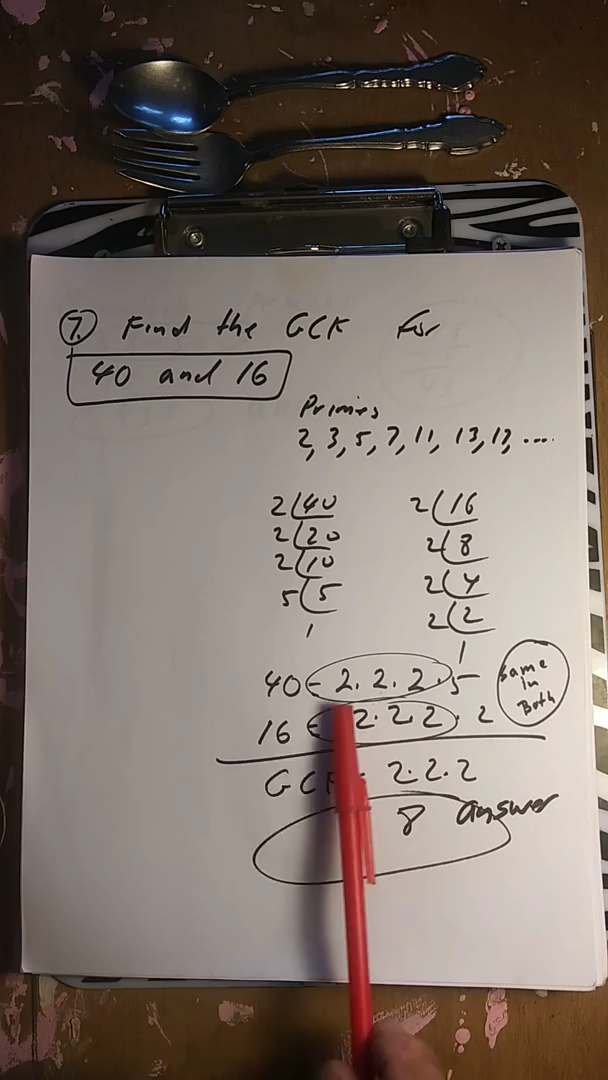 7. Find the GCF for
40 and 16
Primes
2, 3, 5, 7, 11, 13, 17, ....
2 40
2 20
2 10
5 5
1
2 16
2 8
2 4
2 2
1
40 = 2.2.2.5
16 = 2.2.2.2
same in Both
GCF = 2.2.2
8 answer